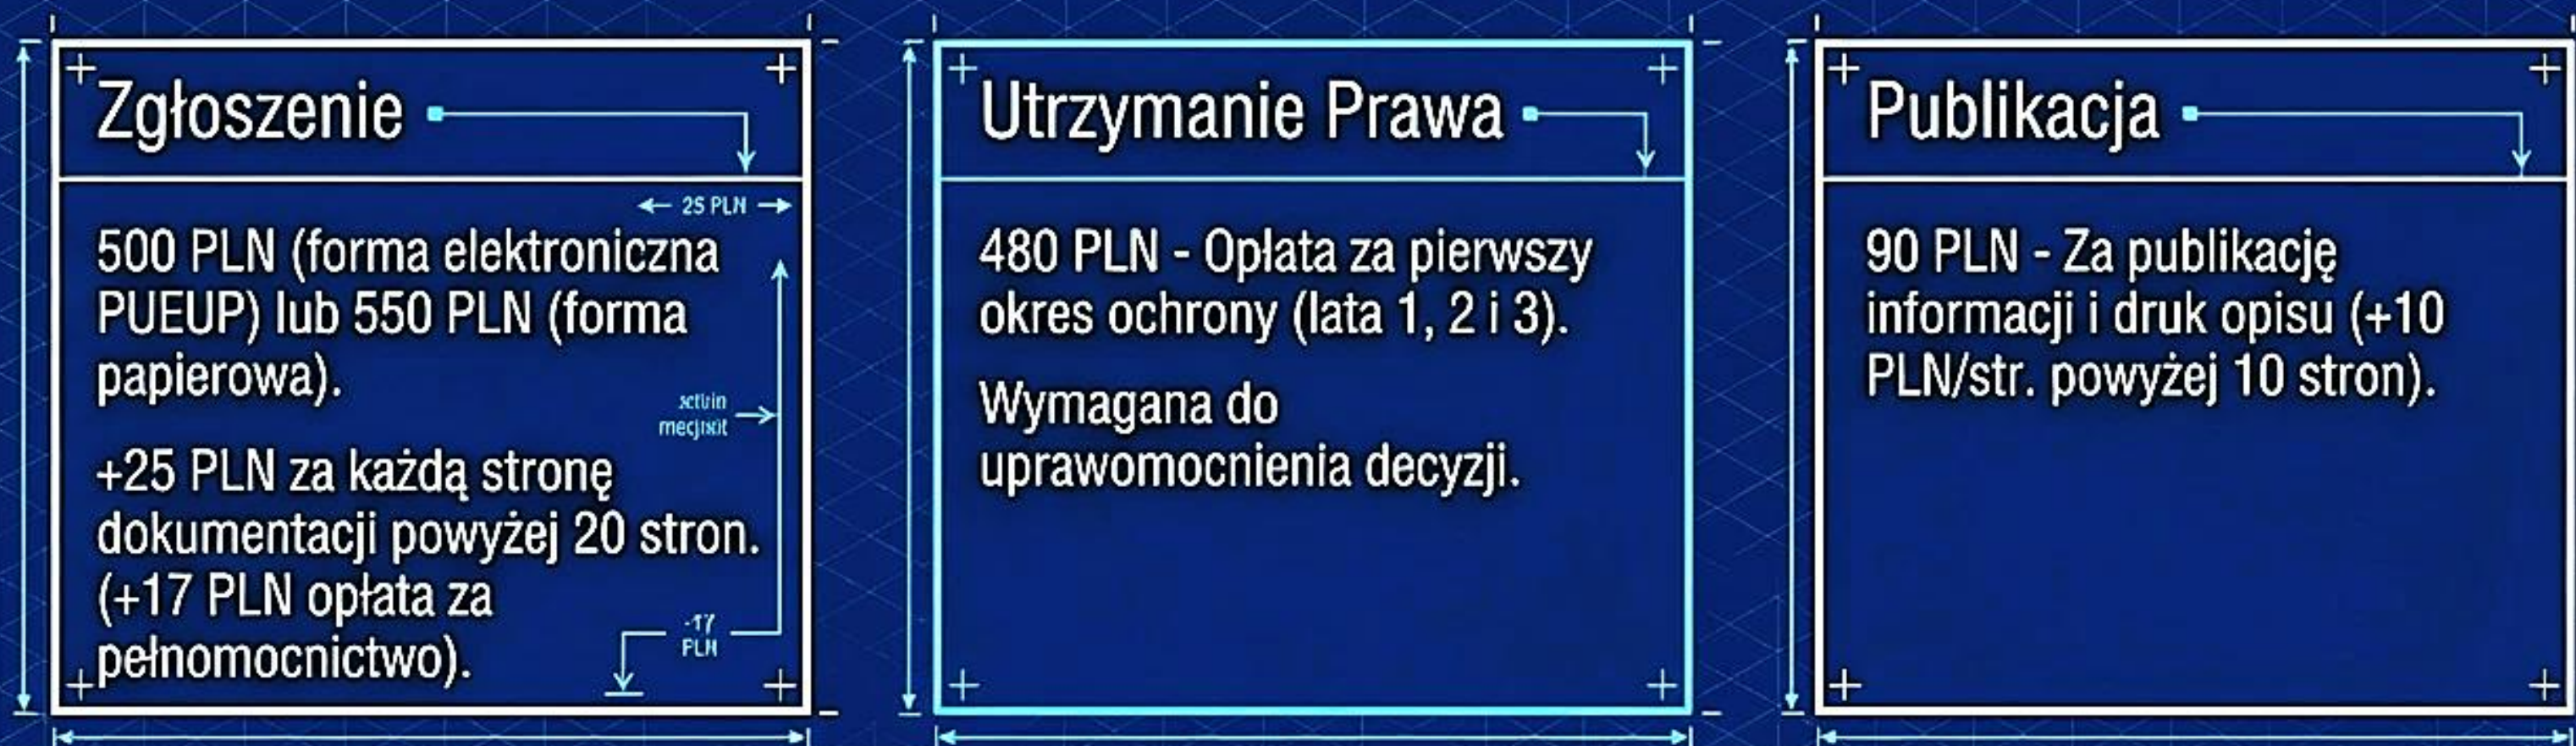 Zgłoszenie
25 PLN
500 PLN (forma elektroniczna
PUEUP) lub 550 PLN (forma
papierowa).
+25 PLN za każdą stronę
dokumentacji powyżej 20 stron.
(+17 PLN opłata za
pełnomocnictwo).
-17
PLN
Utrzymanie Prawa
480 PLN - Opłata za pierwszy
okres ochrony (lata 1, 2 i 3).
Wymagana do
uprawomocnienia decyzji.
Publikacja
90 PLN - Za publikację
informacji i druk opisu (+10
PLN/str. powyżej 10 stron).